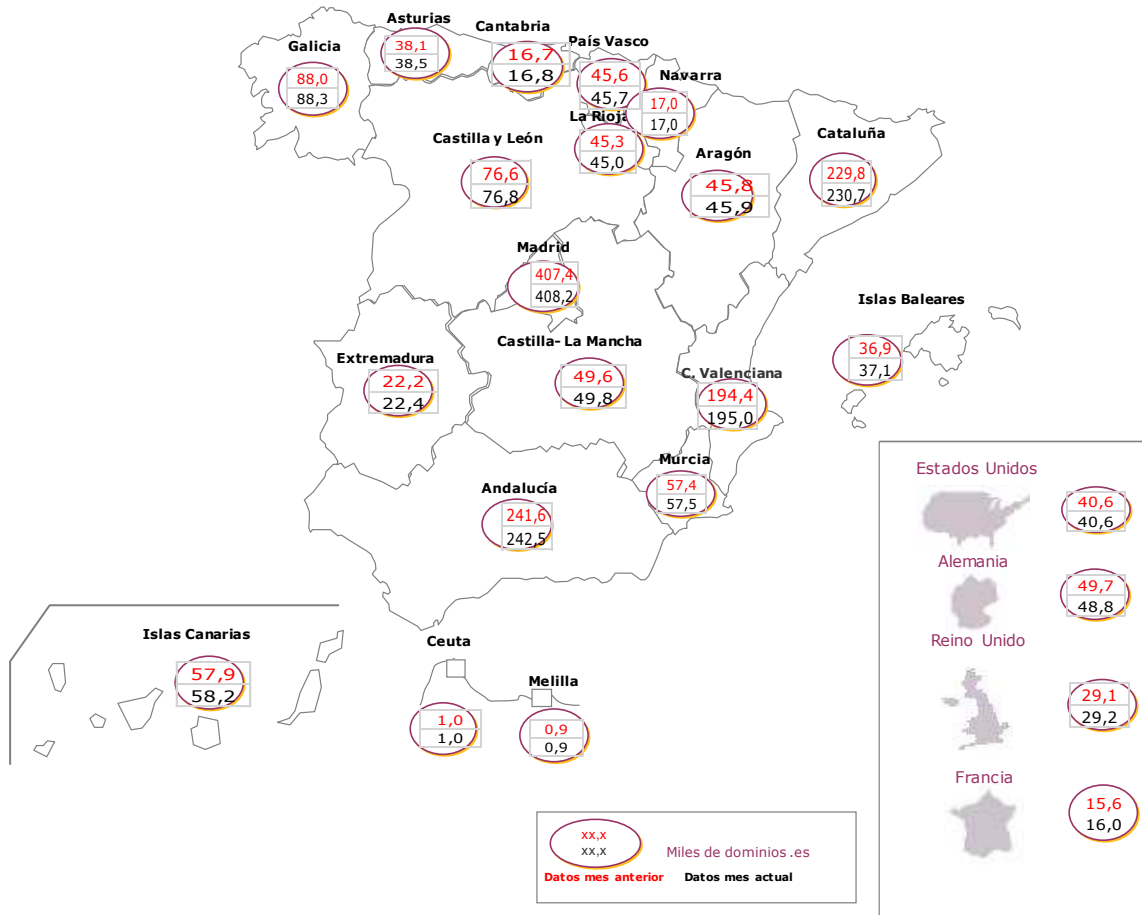 Asturias
38,1
38,5
Cantabria
16,7
16,8
Galicia
88,0
88,3
País Vasco
45,6
45,7
Navarra
17,0
17,0
La Rioja
45,3
45,0
Castilla y León
76,6
76,8
Aragón
45,8
45,9
Cataluña
229,8
230,7
Madrid
407,4
408,2
Islas Baleares
36,9
37,1
Extremadura
22,2
22,4
Castilla- La Mancha
49,6
49,8
C. Valenciana
194,4
195,0
Murcia
57,4
57,5
Andalucía
241,6
242,5
Islas Canarias
57,9
58,2
Ceuta
1,0
1,0
Melilla
0,9
0,9
Estados Unidos
40,6
40,6
Alemania
49,7
48,8
Reino Unido
29,1
29,2
Francia
15,6
16,0
xx,x
xx,x
Miles de dominios .es
Datos mes anterior Datos mes actual